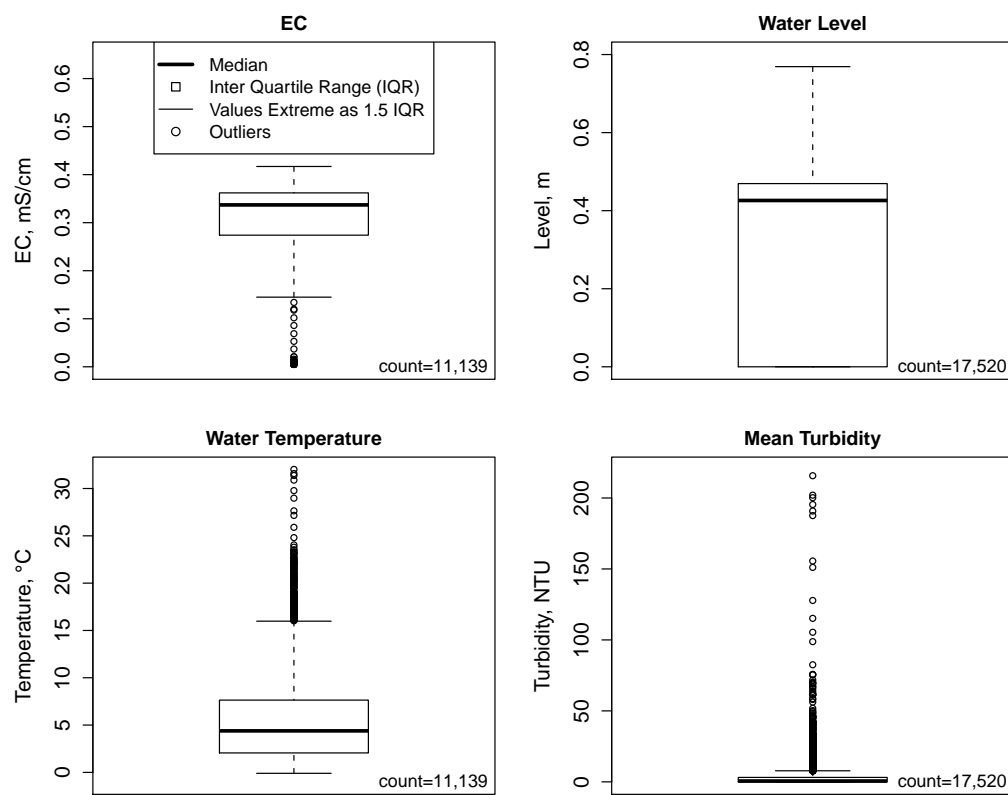 EC
EC, mS/cm
0.6
0.5
0.4
0.3
0.2
0.1
0.0
Median
Inter Quartile Range (IQR)
Values Extreme as 1.5 IQR
Outliers
count=11,139
Water Level
Level, m
0.8
0.6
0.4
0.2
0.0
count=17,520
Water Temperature
Temperature, °C
30
25
20
15
10
5
0
count=11,139
Mean Turbidity
Turbidity, NTU
200
150
100
50
0
count=17,520